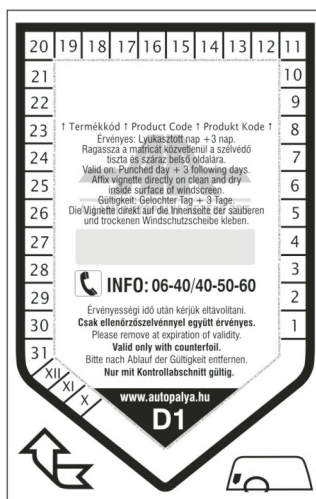 20 19 18 17 16 15 14 13 12 11
21 10
22 9
23 8
24 7
25 6
26 5
27 4
28 3
29 2
30 1
31
XII
XI
X
↑ Termékkód ↑ Product Code ↑ Produkt Kode ↑
Érvényes: Lyukasztott nap +3 nap.
Ragassza a matricát közvetlenül a szélvédő
tiszta és száraz belső oldalára.
Valid on: Punched day + 3 following days.
Affix vignette directly on clean and dry
inside surface of windscreen.
Gültigkeit: Gelochter Tag + 3 Tage.
Die Vignette direkt auf die Innenseite der sauberen
und trockenen Windschutzscheibe kleben.
INFO: 06-40/40-50-60
Érvényességi idő után kérjük eltávolítani.
Csak ellenőrzőszelvénnyel együtt érvényes.
Please remove at expiration of validity.
Valid only with counterfoil.
Bitte nach Ablauf der Gültigkeit entfernen.
Nur mit Kontrollabschnitt gültig.
www.autopalya.hu
D1